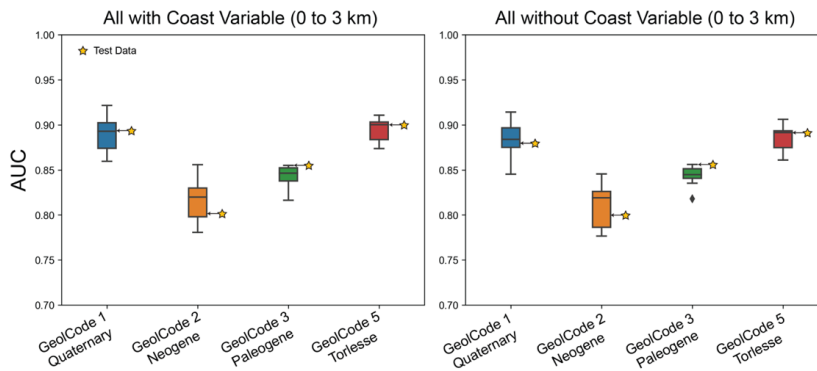 All with Coast Variable (0 to 3 km)
All without Coast Variable (0 to 3 km)
1.00
0.95
0.90
0.85
0.80
0.75
0.70
AUC
Test Data
GeolCode 1
Quaternary
GeolCode 2
Neogene
GeolCode 3
Paleogene
GeolCode 5
Torlesse
1.00
0.95
0.90
0.85
0.80
0.75
0.70
GeolCode 1
Quaternary
GeolCode 2
Neogene
GeolCode 3
Paleogene
GeolCode 5
Torlesse